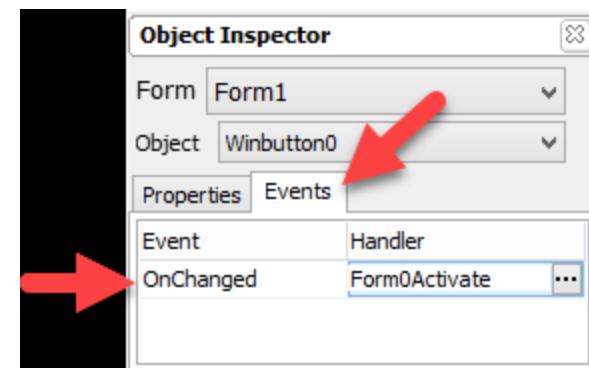 Object Inspector
Form Form1
Object Winbutton0
Properties Events
Event Handler
OnChanged Form0Activate ...